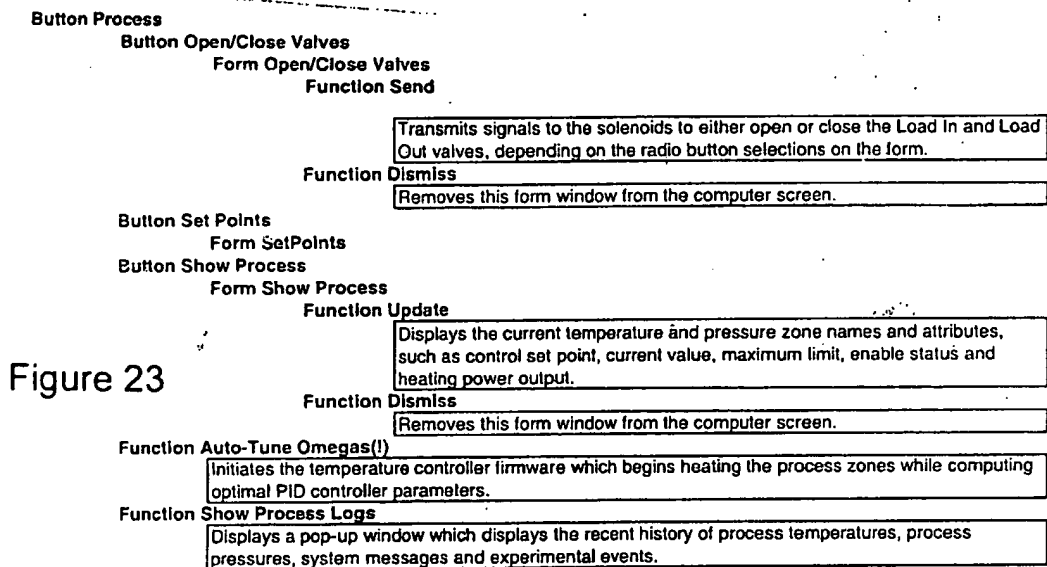 Button Process
Button Open/Close Valves
Form Open/Close Valves
Function Send
Transmits signals to the solenoids to either open or close the Load In and Load
Out valves, depending on the radio button selections on the form.
Function Dismiss
Removes this form window from the computer screen.
Button Set Points
Form SetPoints
Button Show Process
Form Show Process
Function Update
Displays the current temperature and pressure zone names and attributes,
such as control set point, current value, maximum limit, enable status and
heating power output.
Figure 23
Function Dismiss
Removes this form window from the computer screen.
Function Auto-Tune Omegas(!)
Initiates the temperature controller firmware which begins heating the process zones while computing
optimal PID controller parameters.
Function Show Process Logs
Displays a pop-up window which displays the recent history of process temperatures, process
pressures, system messages and experimental events.